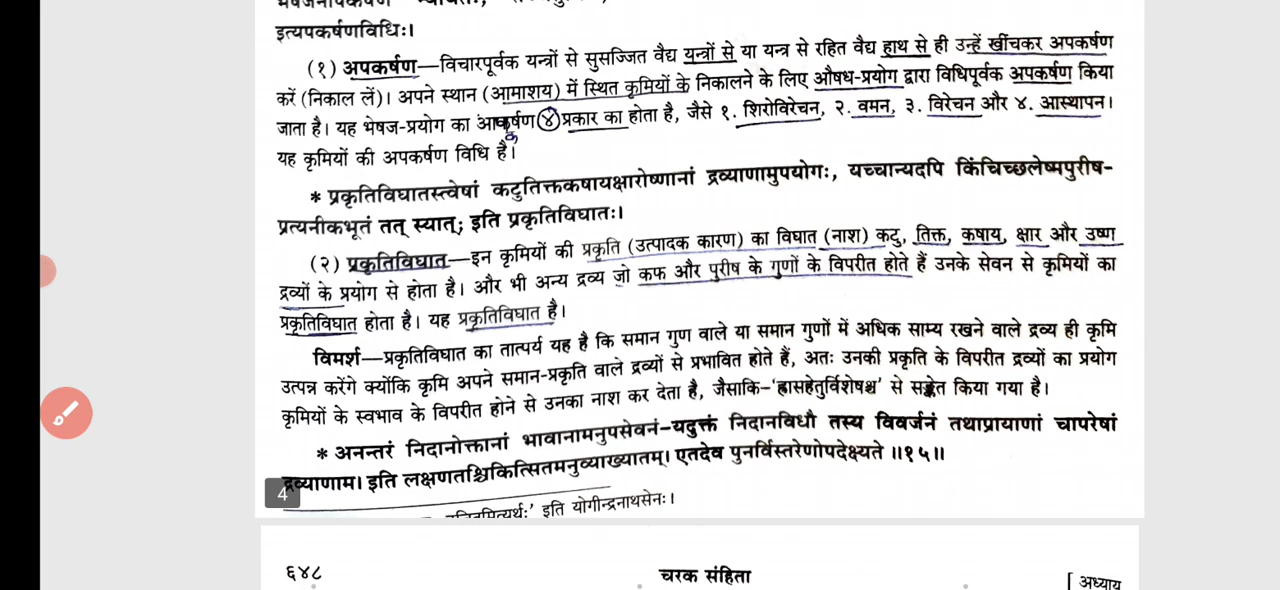 इत्यपकर्षणविधिः।
(१) अपकर्षण—विचारपूर्वक यन्त्रों से सुसज्जित वैद्य यन्त्रों से या यन्त्र से रहित वैद्य हाथ से ही उन्हें खींचकर अपकर्षण
करें (निकाल लें)। अपने स्थान (आमाशय) में स्थित कृमियों के निकालने के लिए औषध-प्रयोग द्वारा विधिपूर्वक अपकर्षण किया
जाता है। यह भेषज-प्रयोग का अपकर्षण ४ प्रकार का होता है, जैसे १. शिरोविरेचन, २. वमन, ३. विरेचन और ४. आस्थापन।
यह कृमियों की अपकर्षण विधि है।
* प्रकृतिविघातस्त्वेषां कटुतिक्तकषायक्षारोष्णानां द्रव्याणामुपयोगः, यच्चान्यदपि किंचिच्छ्लेष्मपुरीष-
प्रत्यनीकभूतं तत् स्यात्; इति प्रकृतिविघातः।
(२) प्रकृतिविघात—इन कृमियों की प्रकृति (उत्पादक कारण) का विघात (नाश) कटु, तिक्त, कषाय, क्षार और उष्ण
द्रव्यों के प्रयोग से होता है। और भी अन्य द्रव्य जो कफ और पुरीष के गुणों के विपरीत होते हैं उनके सेवन से कृमियों का
प्रकृतिविघात होता है। यह प्रकृतिविघात है।
विमर्श—प्रकृतिविघात का तात्पर्य यह है कि समान गुण वाले या समान गुणों में अधिक साम्य रखने वाले द्रव्य ही कृमि
उत्पन्न करेंगे क्योंकि कृमि अपने समान-प्रकृति वाले द्रव्यों से प्रभावित होते हैं, अतः उनकी प्रकृति के विपरीत द्रव्यों का प्रयोग
कृमियों के स्वभाव के विपरीत होने से उनका नाश कर देता है, जैसाकि–'ह्रासहेतुर्विशेषश्च' से सङ्केत किया गया है।
* अनन्तरं निदानोक्तानां भावानामनुपसेवनं–यदुक्तं निदानविधौ तस्य विवर्जनं तथाप्रायाणां चापरेषां
द्रव्याणाम। इति लक्षणतश्चिकित्सितमनुव्याख्यातम्। एतदेव पुनर्विस्तरेणोपदेक्ष्यते ॥१५॥
4
इति योगीन्द्रनाथसेनः।
६४८ चरक संहिता [ अध्याय